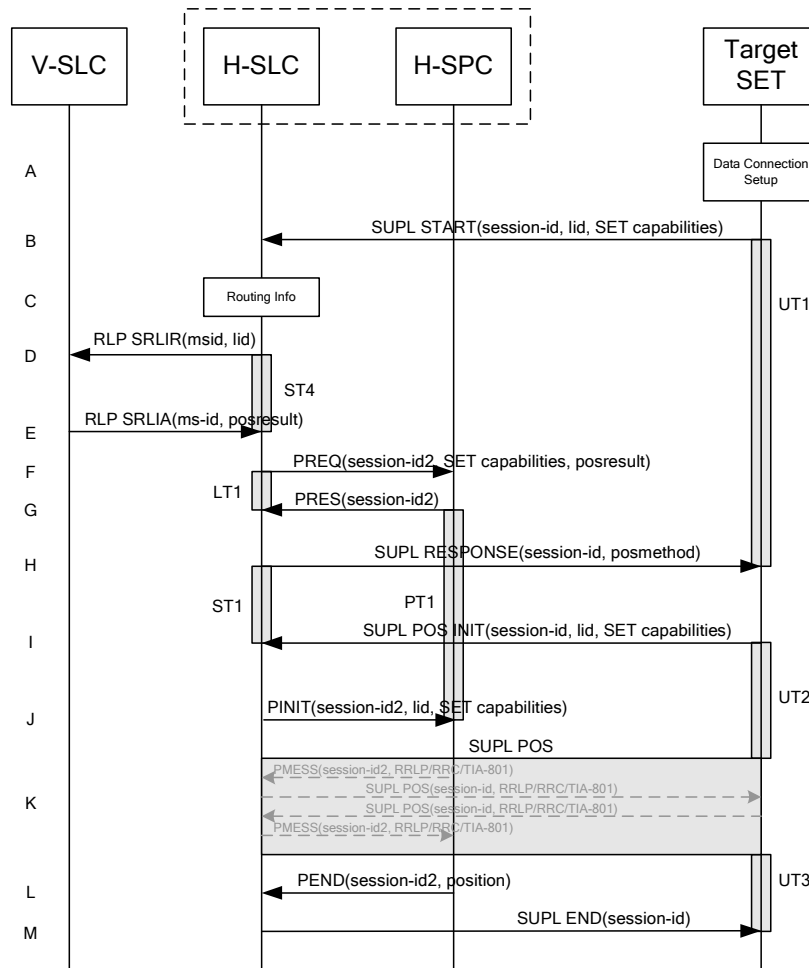 V-SLC
H-SLC
H-SPC
Target
SET
A
Data Connection
Setup
B
SUPL START(session-id, lid, SET capabilities)
C
Routing Info
UT1
D
RLP SRLIR(msid, lid)
ST4
E
RLP SRLIA(ms-id, posresult)
F
PREQ(session-id2, SET capabilities, posresult)
LT1
G
PRES(session-id2)
H
SUPL RESPONSE(session-id, posmethod)
ST1
PT1
I
SUPL POS INIT(session-id, lid, SET capabilities)
UT2
J
PINIT(session-id2, lid, SET capabilities)
SUPL POS
PMESS(session-id2, RRLP/RRC/TIA-801)
K
SUPL POS(session-id, RRLP/RRC/TIA-801)
SUPL POS(session-id, RRLP/RRC/TIA-801)
PMESS(session-id2, RRLP/RRC/TIA-801)
UT3
L
PEND(session-id2, position)
M
SUPL END(session-id)